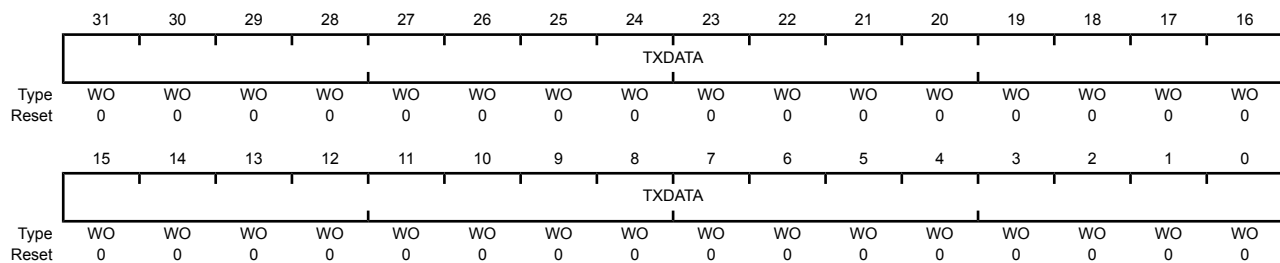 31 30 29 28 27 26 25 24 23 22 21 20 19 18 17 16
TXDATA
Type WO WO WO WO WO WO WO WO WO WO WO WO WO WO WO WO
Reset 0 0 0 0 0 0 0 0 0 0 0 0 0 0 0 0
15 14 13 12 11 10 9 8 7 6 5 4 3 2 1 0
TXDATA
Type WO WO WO WO WO WO WO WO WO WO WO WO WO WO WO WO
Reset 0 0 0 0 0 0 0 0 0 0 0 0 0 0 0 0